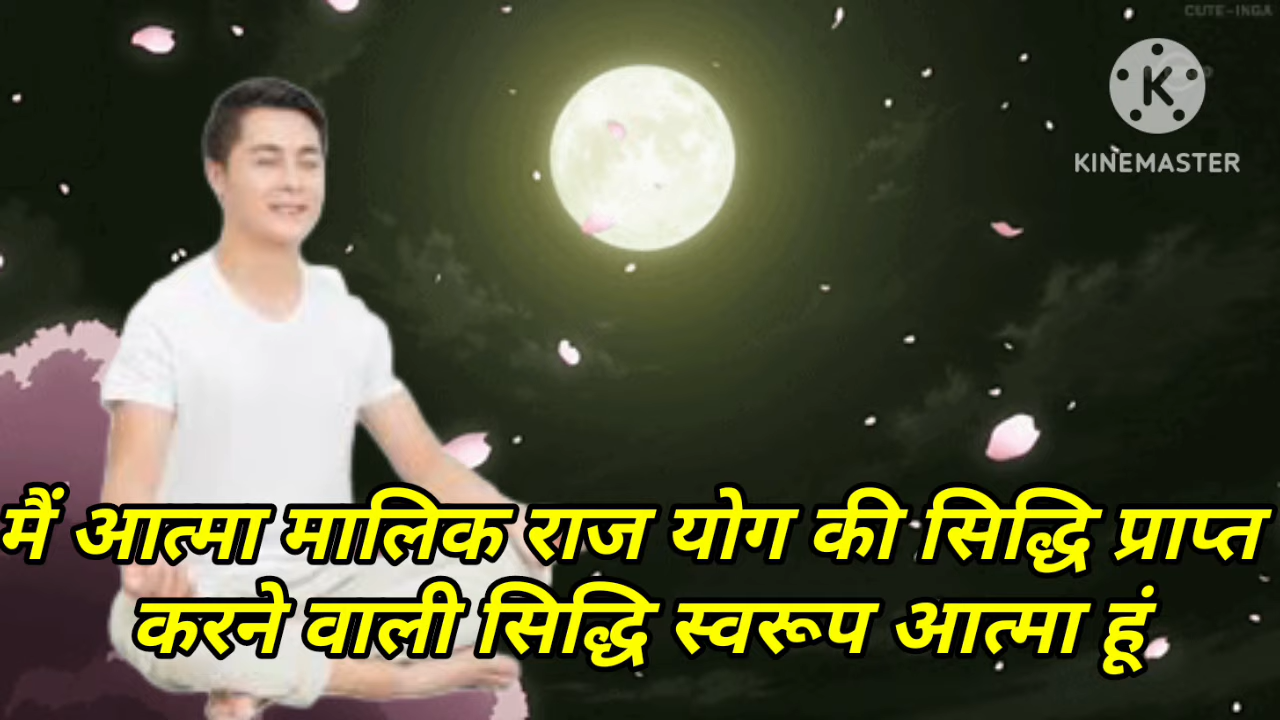 CUTE-INGA
K
KINEMASTER
मैं आत्मा मालिक राज योग की सिद्धि प्राप्त
करने वाली सिद्धि स्वरूप आत्मा हूं